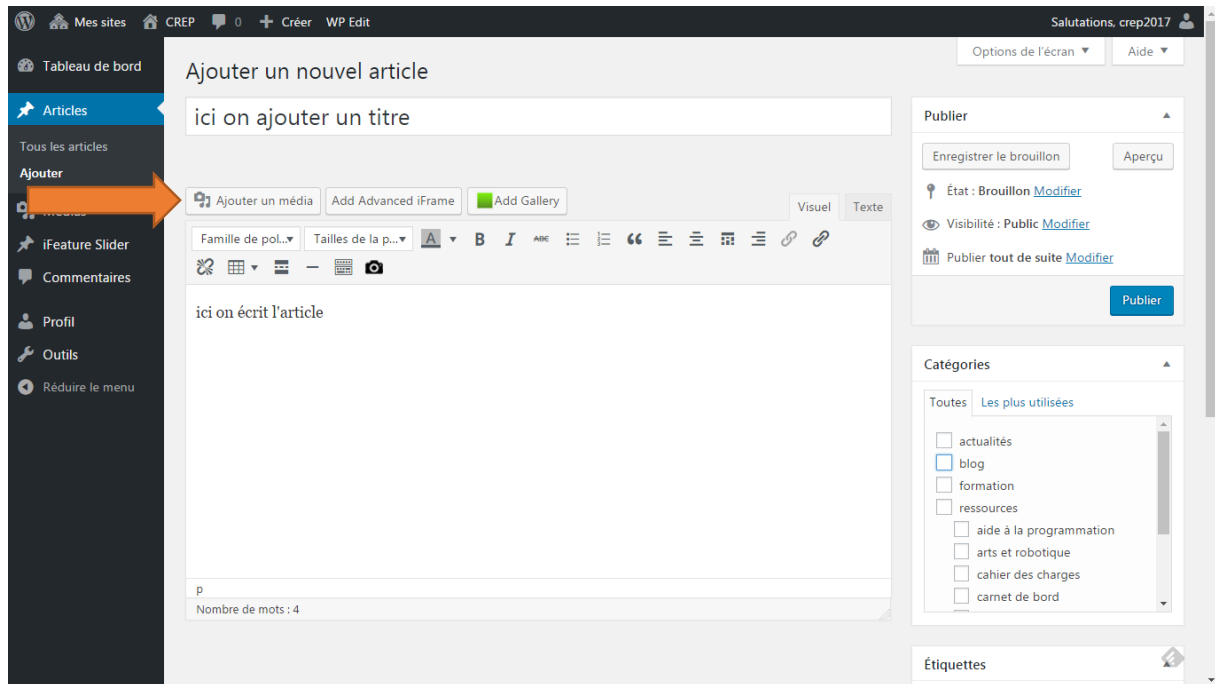 Mes sites CREP 0 Créer WP Edit Salutations, crep2017
Options de l'écran Aide
Tableau de bord
Articles
Tous les articles
Ajouter
Médias
iFeature Slider
Commentaires
Profil
Outils
Réduire le menu
Ajouter un nouvel article
ici on ajouter un titre
Ajouter un média Add Advanced iFrame Add Gallery
Visuel Texte
Famille de pol... Tailles de la p... A B I ABC
ici on écrit l'article
p
Nombre de mots : 4
Publier
Enregistrer le brouillon Aperçu
État : Brouillon Modifier
Visibilité : Public Modifier
Publier tout de suite Modifier
Publier
Catégories
Toutes Les plus utilisées
actualités
blog
formation
ressources
aide à la programmation
arts et robotique
cahier des charges
carnet de bord
Étiquettes